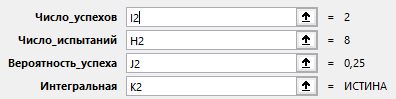 Число_успехов I2 = 2
Число_испытаний H2 = 8
Вероятность_успеха J2 = 0,25
Интегральная K2 = ИСТИНА